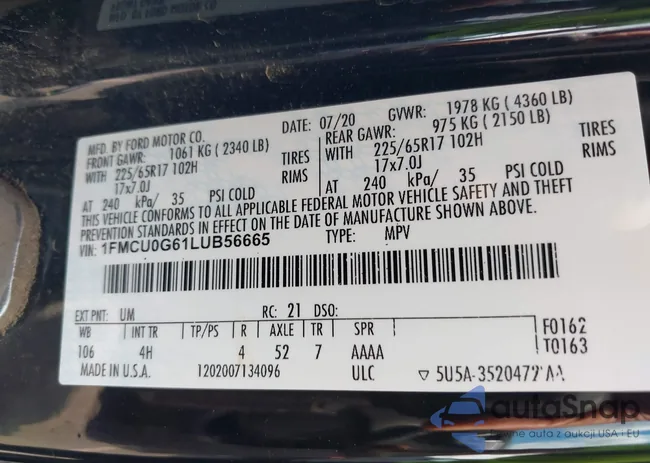 MFD. BY FORD MOTOR CO.
DATE: 07/20
GVWR: 1978 KG ( 4360 LB)
FRONT GAWR: 1061 KG ( 2340 LB)
REAR GAWR: 975 KG ( 2150 LB)
WITH 225/65R17 102H TIRES
WITH 225/65R17 102H TIRES
17x7.0J RIMS
17x7.0J RIMS
AT 240 kPa/ 35 PSI COLD
AT 240 kPa/ 35 PSI COLD
THIS VEHICLE CONFORMS TO ALL APPLICABLE FEDERAL MOTOR VEHICLE SAFETY AND THEFT
PREVENTION STANDARDS IN EFFECT ON THE DATE OF MANUFACTURE SHOWN ABOVE.
VIN: 1FMCU0G61LUB56665
TYPE: MPV
EXT PNT: UM RC: 21 DSO:
WB INT TR TP/PS R AXLE TR SPR
106 4H 4 52 7 AAAA
F0162
T0163
MADE IN U.S.A. 1202007134096 ULC
autoSnap
auta z aukcji USA i EU